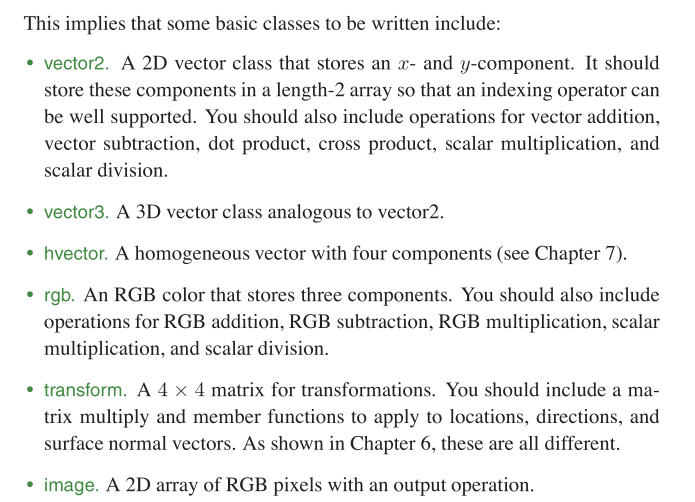 This implies that some basic classes to be written include:
• vector2. A 2D vector class that stores an x- and y-component. It should
store these components in a length-2 array so that an indexing operator can
be well supported. You should also include operations for vector addition,
vector subtraction, dot product, cross product, scalar multiplication, and
scalar division.
• vector3. A 3D vector class analogous to vector2.
• hvector. A homogeneous vector with four components (see Chapter 7).
• rgb. An RGB color that stores three components. You should also include
operations for RGB addition, RGB subtraction, RGB multiplication, scalar
multiplication, and scalar division.
• transform. A 4 × 4 matrix for transformations. You should include a ma-
trix multiply and member functions to apply to locations, directions, and
surface normal vectors. As shown in Chapter 6, these are all different.
• image. A 2D array of RGB pixels with an output operation.